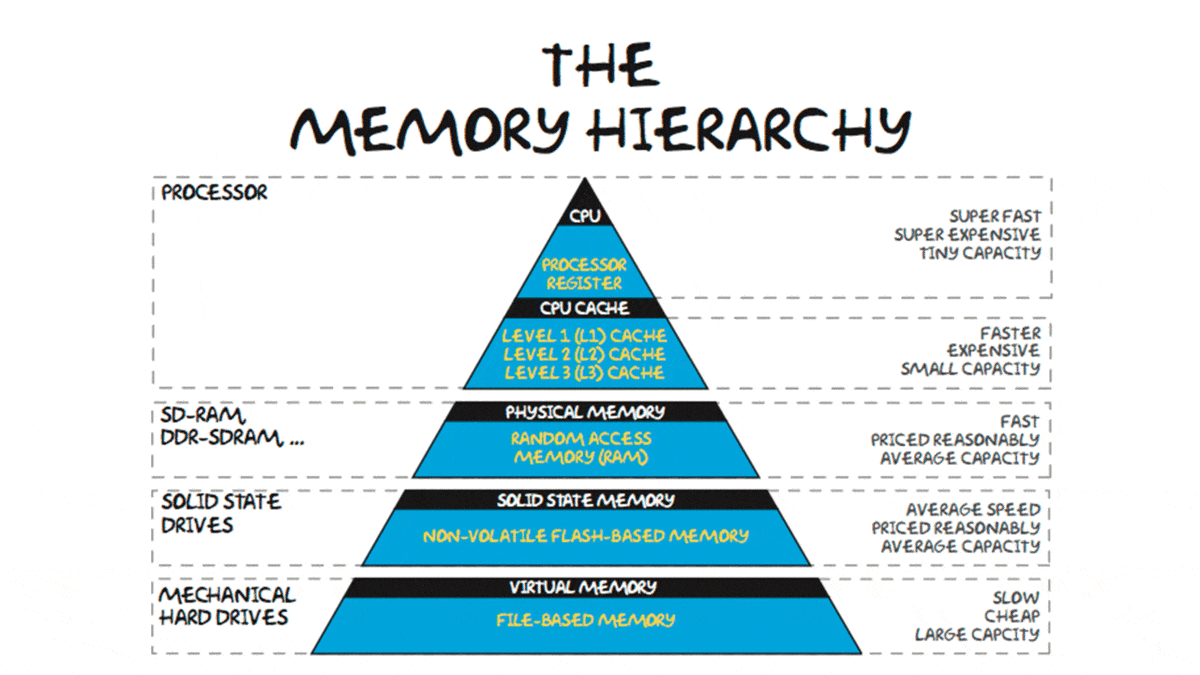 THE
MEMORY HIERARCHY
PROCESSOR
CPU
SUPER FAST
SUPER EXPENSIVE
TINY CAPACITY
PROCESSOR
REGISTER
CPU CACHE
LEVEL 1 (L1) CACHE
LEVEL 2 (L2) CACHE
LEVEL 3 (L3) CACHE
FASTER
EXPENSIVE
SMALL CAPACITY
SD-RAM,
DDR-SDRAM, ...
PHYSICAL MEMORY
RANDOM ACCESS
MEMORY (RAM)
FAST
PRICED REASONABLY
AVERAGE CAPACITY
SOLID STATE
DRIVES
SOLID STATE MEMORY
NON-VOLATILE FLASH-BASED MEMORY
AVERAGE SPEED
PRICED REASONABLY
AVERAGE CAPACITY
MECHANICAL
HARD DRIVES
VIRTUAL MEMORY
FILE-BASED MEMORY
SLOW
CHEAP
LARGE CAPCITY